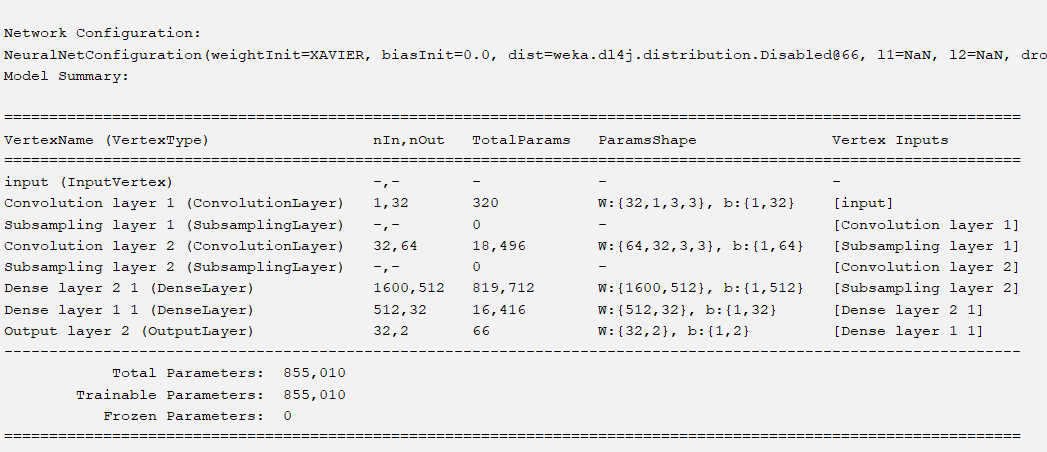 Network Configuration:
NeuralNetConfiguration(weightInit=XAVIER, biasInit=0.0, dist=weka.dl4j.distribution.Disabled@66, l1=NaN, l2=NaN, dro
Model Summary:
=================================================================================================================
VertexName (VertexType) nIn,nOut TotalParams ParamsShape Vertex Inputs
=================================================================================================================
input (InputVertex) -,- - - -
Convolution layer 1 (ConvolutionLayer) 1,32 320 W:{32,1,3,3}, b:{1,32} [input]
Subsampling layer 1 (SubsamplingLayer) -,- 0 - [Convolution layer 1]
Convolution layer 2 (ConvolutionLayer) 32,64 18,496 W:{64,32,3,3}, b:{1,64} [Subsampling layer 1]
Subsampling layer 2 (SubsamplingLayer) -,- 0 - [Convolution layer 2]
Dense layer 2 1 (DenseLayer) 1600,512 819,712 W:{1600,512}, b:{1,512} [Subsampling layer 2]
Dense layer 1 1 (DenseLayer) 512,32 16,416 W:{512,32}, b:{1,32} [Dense layer 2 1]
Output layer 2 (OutputLayer) 32,2 66 W:{32,2}, b:{1,2} [Dense layer 1 1]
-----------------------------------------------------------------------------------------------------------------
Total Parameters: 855,010
Trainable Parameters: 855,010
Frozen Parameters: 0
=================================================================================================================